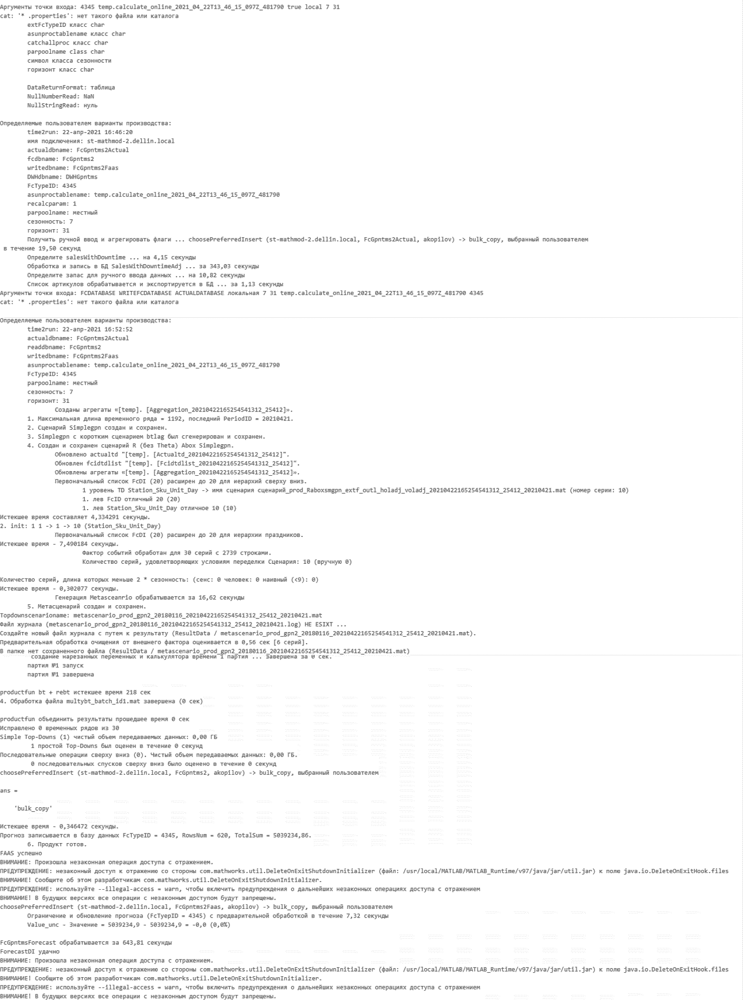 Аргументы точки входа: 4345 temp.calculate_online_2021_04_22T13_46_15_097Z_481790 true local 7 31
cat: '* .properties': нет такого файла или каталога
extFcTypeID класс char
asunproctablename класс char
catchallproc класс char
parpoolname class char
символ класса сезонности
горизонт класс char
DataReturnFormat: таблица
NullNumberRead: NaN
NullStringRead: нуль
Определяемые пользователем варианты производства:
time2run: 22-апр-2021 16:46:20
имя подключения: st-mathmod-2.dellin.local
actualdbname: FcGpntms2Actual
fcdbname: FcGpntms2
writedbname: FcGpntms2Faas
DWHdbname: DWHGpntms
FcTypeID: 4345
asunproctablename: temp.calculate_online_2021_04_22T13_46_15_097Z_481790
recalcparam: 1
parpoolname: местный
сезонность: 7
горизонт: 31
Получить ручной ввод и агрегировать флаги ... choosePreferredInsert (st-mathmod-2.dellin.local, FcGpntms2Actual, akopilov) -> bulk_copy, выбранный пользователем
в течение 19,50 секунд
Определите salesWithDowntime ... на 4,15 секунды
Обработка и запись в БД SalesWithDowntimeAdj ... за 343,03 секунды
Определите запас для ручного ввода данных ... на 10,82 секунды
Список артикулов обрабатывается и экспортируется в БД ... за 1,13 секунды
Аргументы точки входа: FCDATABASE WRITEFCDATABASE ACTUALDATABASE локальная 7 31 temp.calculate_online_2021_04_22T13_46_15_097Z_481790 4345
cat: '* .properties': нет такого файла или каталога
Определяемые пользователем варианты производства:
time2run: 22-апр-2021 16:52:52
actualdbname: FcGpntms2Actual
readdbname: FcGpntms2
writedbname: FcGpntms2Faas
asunproctablename: temp.calculate_online_2021_04_22T13_46_15_097Z_481790
FcTypeID: 4345
parpoolname: местный
сезонность: 7
горизонт: 31
Созданы агрегаты «[temp]. [Aggregation_20210422165254541312_25412]».
1. Максимальная длина временного ряда = 1192, последний PeriodID = 20210421.
2. Сценарий Simplegpn создан и сохранен.
3. Simplegpn с коротким сценарием btlag был сгенерирован и сохранен.
4. Создан и сохранен сценарий R (без Theta) Abox Simplegpn.
Обновлено actualtd "[temp]. [Actualtd_20210422165254541312_25412]".
Обновлен fcidtdlist "[temp]. [Fcidtdlist_20210422165254541312_25412]".
Обновлены агрегаты «[temp]. [Aggregation_20210422165254541312_25412]».
Первоначальный список FcDI (20) расширен до 20 для иерархий сверху вниз.
1 уровень TD Station_Sku_Unit_Day -> имя сценария сценарий_prod_Raboxsmgpn_extf_outl_holadj_voladj_20210422165254541312_25412_20210421.mat (номер серии: 10)
1. лев FcID отличный 20 (20)
1. лев Station_Sku_Unit_Day отличное 10 (10)
Истекшее время составляет 4,334291 секунды.
2. init: 1 1 -> 1 -> 10 (Station_Sku_Unit_Day)
Первоначальный список FcDI (20) расширен до 20 для иерархии праздников.
Истекшее время - 7,490184 секунды.
Фактор событий обработан для 30 серий с 2739 строками.
Количество серий, удовлетворяющих условиям переделки Сценария: 10 (вручную 0)
Количество серий, длина которых меньше 2 * сезонность: (сенс: 0 человек: 0 наивный (<9): 0)
Истекшее время - 0,302077 секунды.
Генерация Metasceanrio обрабатывается за 16,62 секунды
5. Метасценарий создан и сохранен.
Topdownscenarioname: metascenario_prod_gpn2_20180116_20210422165254541312_25412_20210421.mat
Файл журнала (metascenario_prod_gpn2_20180116_20210422165254541312_25412_20210421.log) НЕ ESIXT ...
Создайте новый файл журнала с путем к результату (ResultData / metascenario_prod_gpn2_20180116_20210422165254541312_25412_20210421.mat).
Предварительная обработка очищения от внешнего фактора оценивается в 0,56 сек [6 серий].
В папке нет сохраненного файла (ResultData / metascenario_prod_gpn2_20180116_20210422165254541312_25412_20210421.mat)
создание нарезанных переменных и калькулятора времени 1 партия ... завершена за 0 сек.
партия №1 запуск
партия №1 завершена
productfun bt + rebt истекшее время 218 сек
4. Обработка файла multybt_batch_id1.mat завершена (0 сек)
productfun объединить результаты прошедшее время 0 сек
Исправлено 0 временных рядов из 30
Simple Top-Downs (1) чистый объем передаваемых данных: 0,00 ГБ
1 простой Top-Downs был оценен в течение 0 секунд
Последовательные операции сверху вниз (0). Чистый объем передаваемых данных: 0,00 ГБ.
0 последовательных спусков сверху вниз было оценено в течение 0 секунд
choosePreferredInsert (st-mathmod-2.dellin.local, FcGpntms2, akopilov) -> bulk_copy, выбранный пользователем
ans =
'bulk_copy'
Истекшее время - 0,346472 секунды.
Прогноз записывается в базу данных FcTypeID = 4345, RowsNum = 620, TotalSum = 5039234,86.
6. Продукт готов.
FAAS успешно
ВНИМАНИЕ: Произошла незаконная операция доступа с отражением.
ПРЕДУПРЕЖДЕНИЕ: незаконный доступ к отражению со стороны com.mathworks.util.DeleteOnExitShutdownInitializer (файл: /usr/local/MATLAB/MATLAB_Runtime/v97/java/jar/util.jar) к полю java.io.DeleteOnExitHook.files
ВНИМАНИЕ! Сообщите об этом разработчикам com.mathworks.util.DeleteOnExitShutdownInitializer.
ПРЕДУПРЕЖДЕНИЕ: используйте --illegal-access = warn, чтобы включить предупреждения о дальнейших незаконных операциях доступа с отражением
ВНИМАНИЕ! В будущих версиях все операции с незаконным доступом будут запрещены.
choosePreferredInsert (st-mathmod-2.dellin.local, FcGpntms2Faas, akopilov) -> bulk_copy, выбранный пользователем
Ограничение и обновление прогноза (FcTyepID = 4345) с предварительной обработкой в течение 7,32 секунды
Value_unc - Значение = 5039234,9 - 5039234,9 = -0,0 (0,0%)
FcGpntmsForecast обрабатывается за 643,81 секунды
ForecastDI удачно
ВНИМАНИЕ: Произошла незаконная операция доступа с отражением.
ПРЕДУПРЕЖДЕНИЕ: незаконный доступ к отражению со стороны com.mathworks.util.DeleteOnExitShutdownInitializer (файл: /usr/local/MATLAB/MATLAB_Runtime/v97/java/jar/util.jar) к полю java.io.DeleteOnExitHook.files
ВНИМАНИЕ! Сообщите об этом разработчикам com.mathworks.util.DeleteOnExitShutdownInitializer.
ПРЕДУПРЕЖДЕНИЕ: используйте --illegal-access = warn, чтобы включить предупреждения о дальнейших незаконных операциях доступа с отражением
ВНИМАНИЕ! В будущих версиях все операции с незаконным доступом будут запрещены.